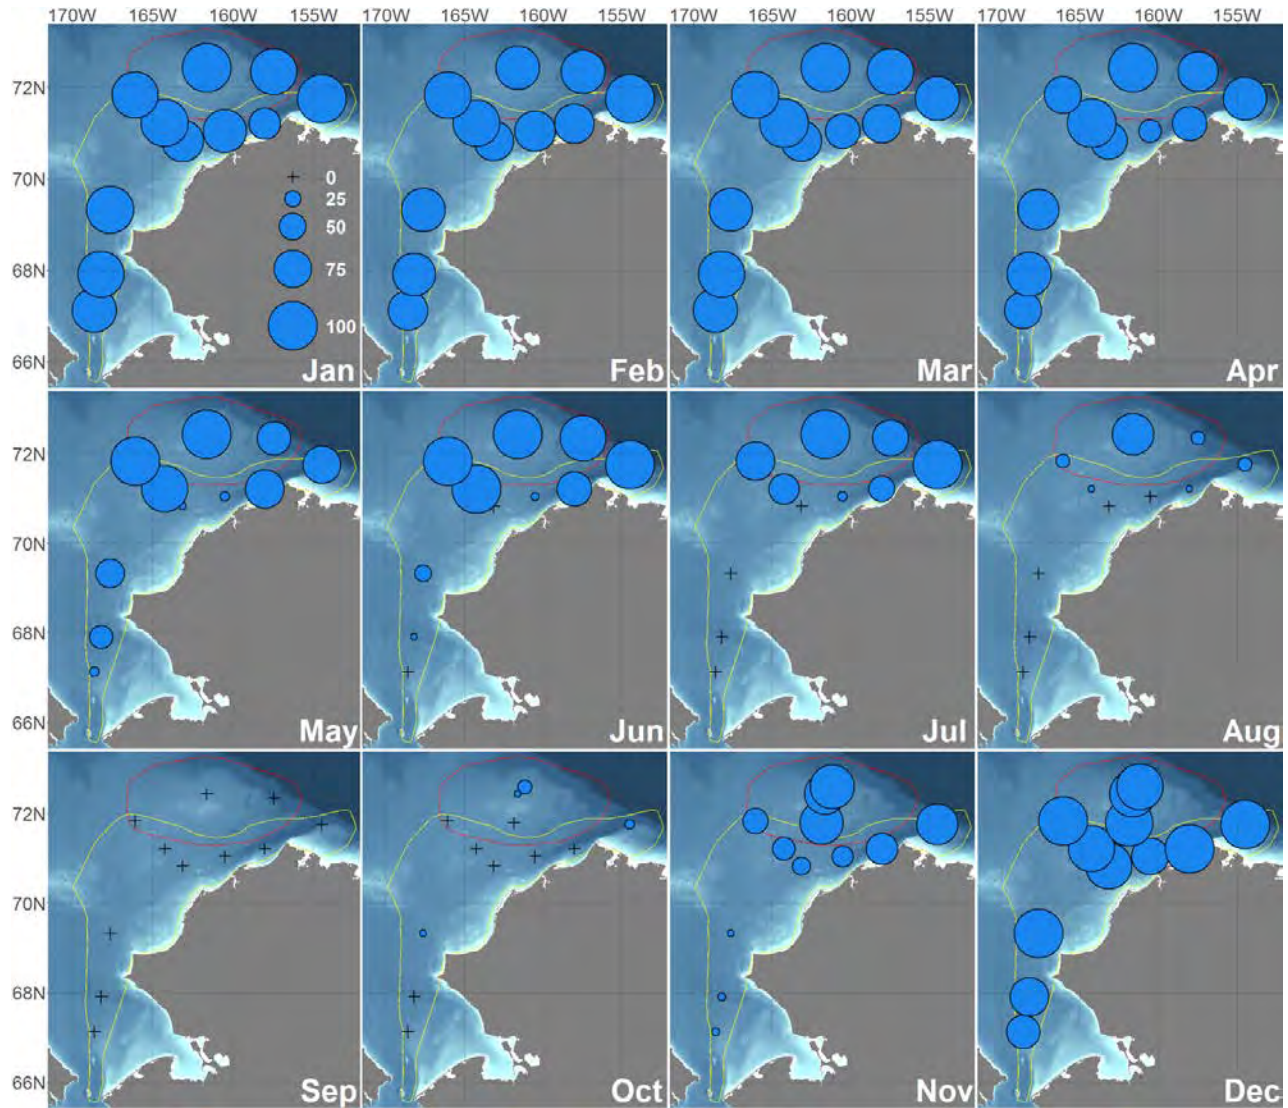 170W 165W 160W 155W 170W 165W 160W 155W 170W 165W 160W 155W 170W 165W 160W 155W
72N
70N
0
25
50
68N
75
100
66N
Jan Feb Mar Apr
72N
70N
68N
66N
May Jun Jul Aug
72N
70N
68N
66N
Sep Oct Nov Dec